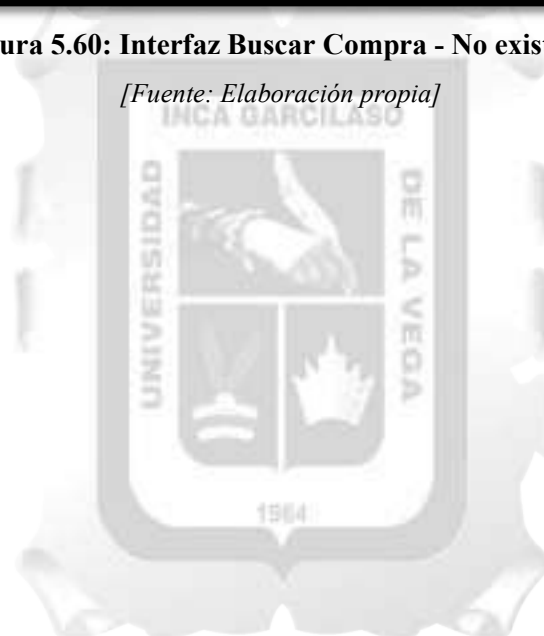 ura 5.60: Interfaz Buscar Compra - No exis
[Fuente: Elaboración propia]
INCA GARCILASO
UNIVERSIDAD
DE LA VEGA
1964